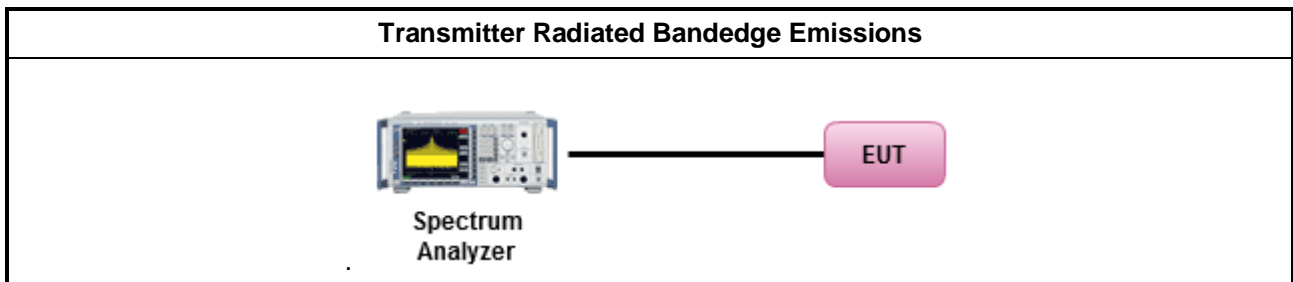 Transmitter Radiated Bandedge Emissions
EUT
Spectrum
Analyzer
.